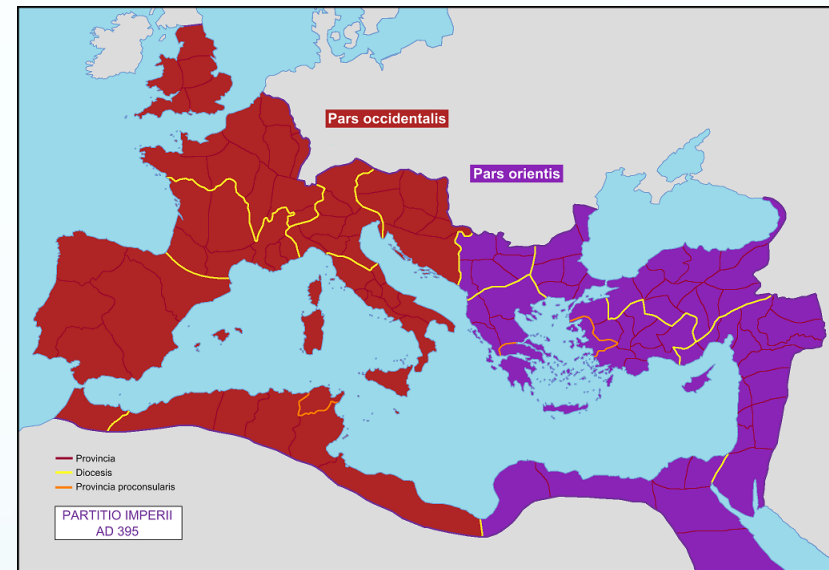 Pars occidentalis
Pars orientis
Provincia
Diocesis
Provincia proconsularis
PARTITIO IMPERII
AD 395